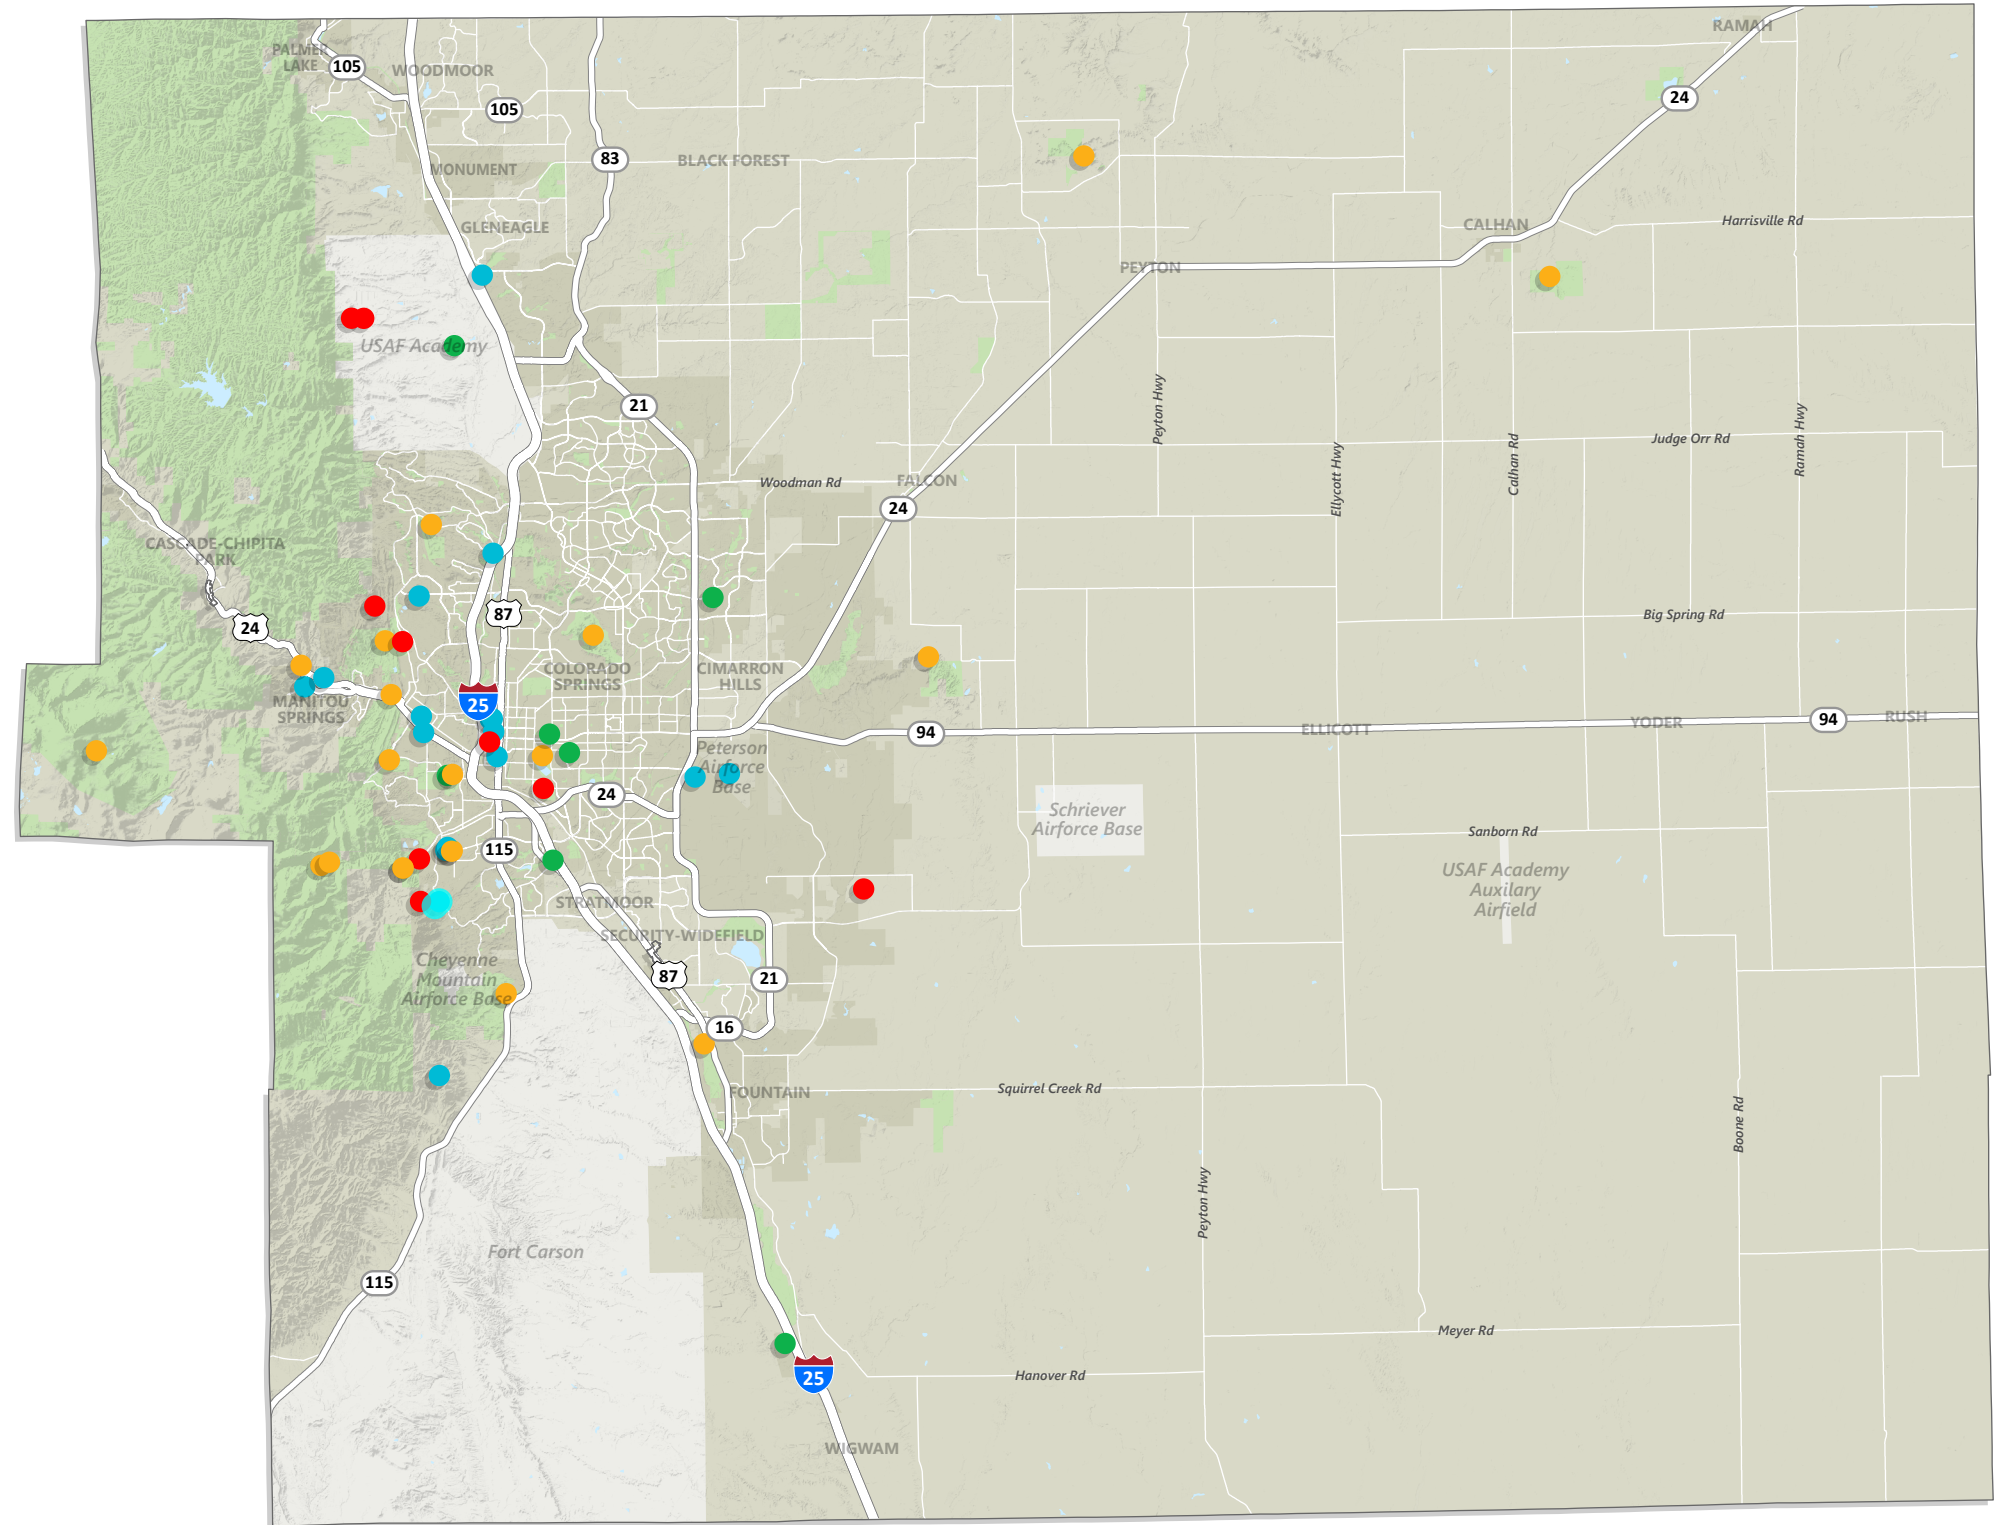 RAMAH
PALMER
LAKE
105
WOODMOOR
24
105
83
BLACK FOREST
MONUMENT
Harrisville Rd
CALHAN
GLENEAGLE
PEYTON
USAF Academy
21
Peyton Hwy
Ramah Hwy
Judge Orr Rd
Calhan Rd
Ellycott Hwy
Woodman Rd
FALCON
24
CASCADE-CHIPITA
PARK
87
Big Spring Rd
24
COLORADO
SPRINGS
CIMARRON
HILLS
MANITOU
SPRINGS
25
RUSH
94
YODER
ELLICOTT
94
Peterson
Airforce
Base
24
Schriever
Airforce Base
Sanborn Rd
115
USAF Academy
Auxilary
Airfield
STRATMOOR
SECURITY-WIDEFIELD
Cheyenne
Mountain
Airforce Base
87
21
16
FOUNTAIN
Squirrel Creek Rd
Boone Rd
Peyton Hwy
Fort Carson
115
Meyer Rd
25
Hanover Rd
WIGWAM